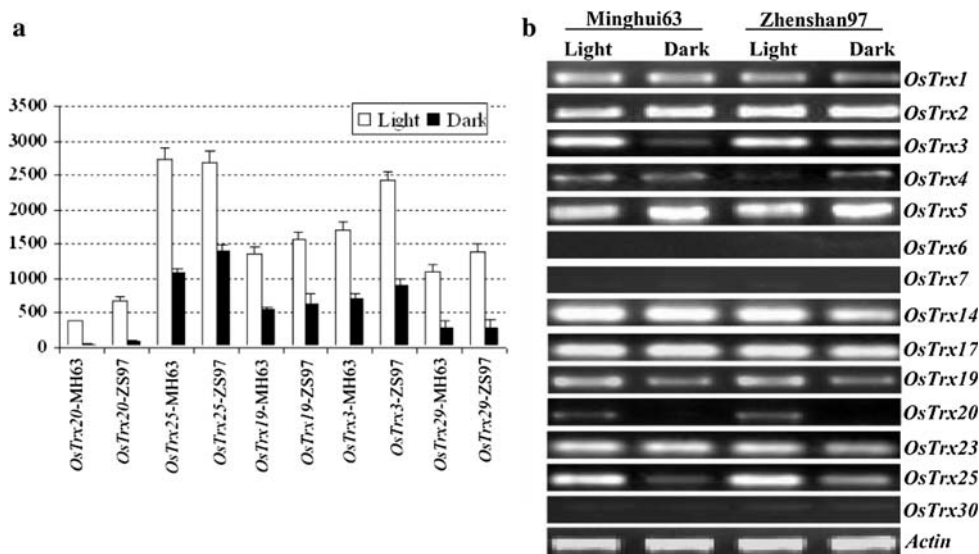 a
3500
3000
2500
2000
1500
1000
500
0
Light Dark
OsTrx20-MH63
OsTrx20-ZS97
OsTrx25-MH63
OsTrx25-ZS97
OsTrx19-MH63
OsTrx19-ZS97
OsTrx3-MH63
OsTrx3-ZS97
OsTrx29-MH63
OsTrx29-ZS97
b
Minghui63 Zhenshan97
Light Dark Light Dark
OsTrx1
OsTrx2
OsTrx3
OsTrx4
OsTrx5
OsTrx6
OsTrx7
OsTrx14
OsTrx17
OsTrx19
OsTrx20
OsTrx23
OsTrx25
OsTrx30
Actin